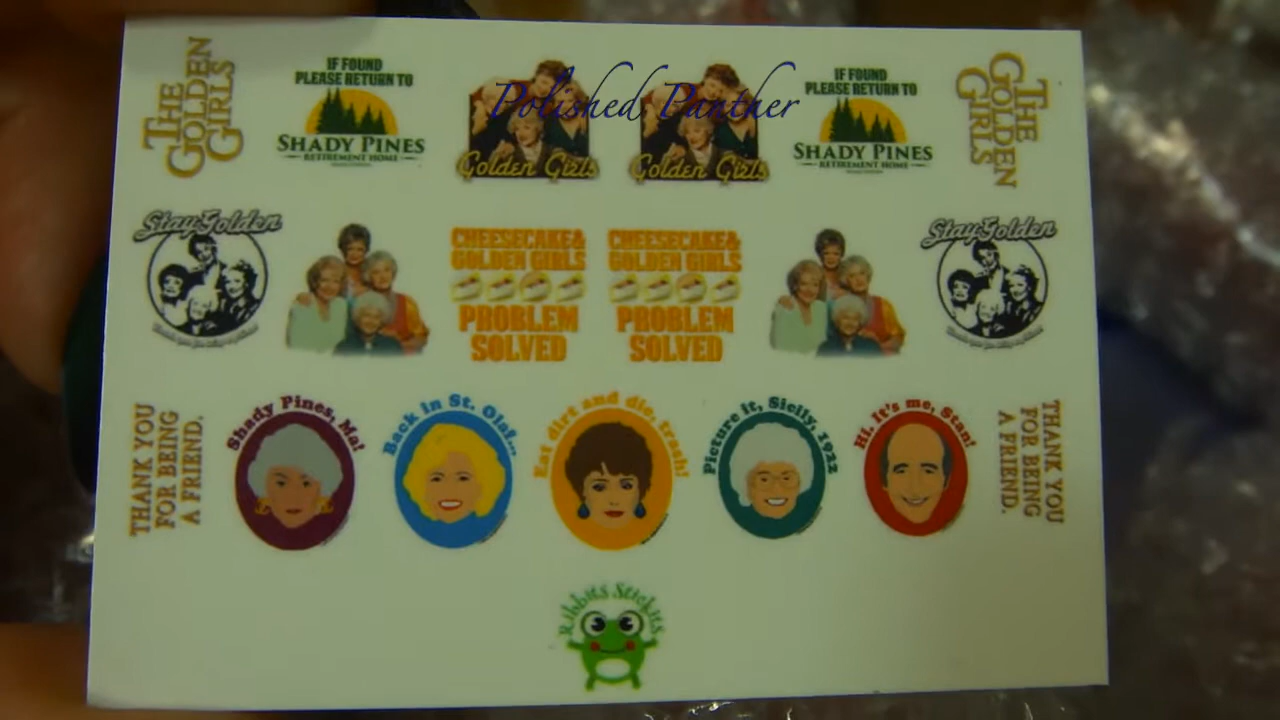 THE
GOLDEN
GIRLS
IF FOUND
PLEASE RETURN TO
SHADY PINES
RETIREMENT HOME
Golden Girls
Polished Panther
Golden Girls
IF FOUND
PLEASE RETURN TO
SHADY PINES
RETIREMENT HOME
THE
GOLDEN
GIRLS
Stay Golden
CHEESECAKE&
GOLDEN GIRLS
PROBLEM
SOLVED
CHEESECAKE&
GOLDEN GIRLS
PROBLEM
SOLVED
Stay Golden
THANK YOU
FOR BEING
A FRIEND.
Shady Pines, Ma!
Back in St. Olaf...
Eat dirt and die, trash!
Picture it, Sicily, 1922
Hi. It's me, Stan!
THANK YOU
FOR BEING
A FRIEND.
Ribbits Stickits